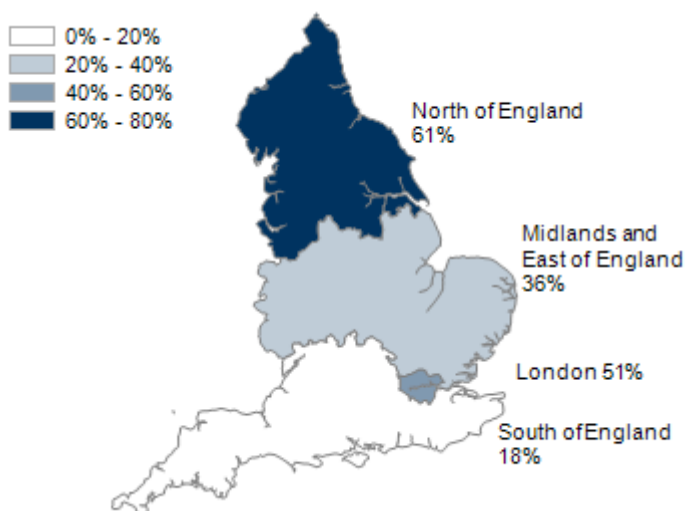 0% - 20%
20% - 40%
40% - 60%
60% - 80%
North of England
61%
Midlands and
East of England
36%
London 51%
South of England
18%